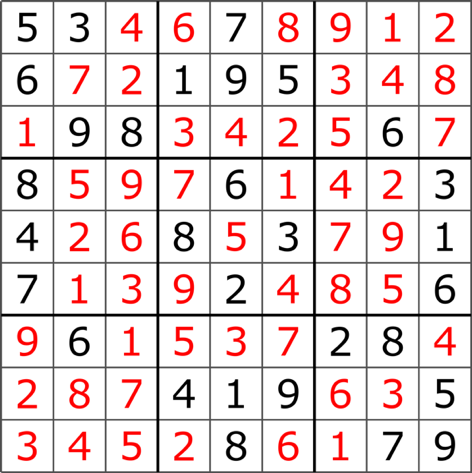 5 3 4 6 7 8 9 1 2
6 7 2 1 9 5 3 4 8
1 9 8 3 4 2 5 6 7
8 5 9 7 6 1 4 2 3
4 2 6 8 5 3 7 9 1
7 1 3 9 2 4 8 5 6
9 6 1 5 3 7 2 8 4
2 8 7 4 1 9 6 3 5
3 4 5 2 8 6 1 7 9